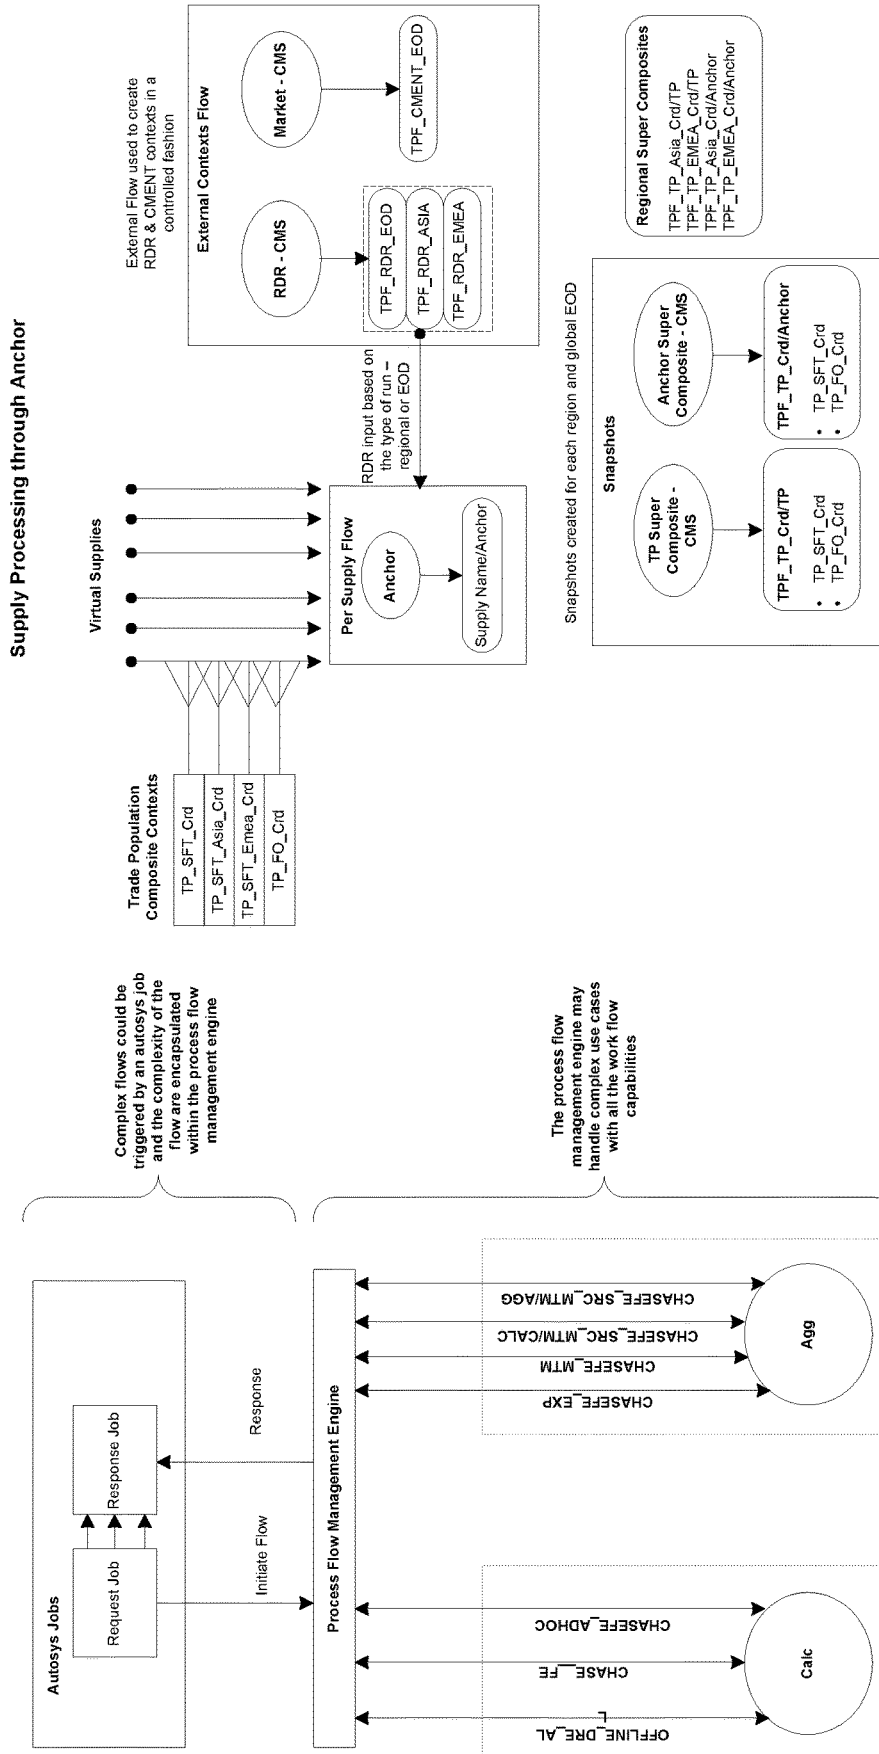 Supply Processing through Anchor
Autosys Jobs
Request Job
Response Job
Initiate Flow
Response
Process Flow Management Engine
OFFLINE_DRE_AL
L
CHASE_FE
CHASEFE_ADHOC
Calc
CHASEFE_EXP
CHASEFE_MTM
CHASEFE_SRC_MTM/CALC
CHASEFE_SRC_MTM/AGG
Agg
Complex flows could be
triggered by an autosys job
and the complexity of the
flow are encapsulated
within the process flow
management engine
The process flow
management engine may
handle complex use cases
with all the work flow
capabilities
Trade Population
Composite Contexts
TP_SFT_Crd
TP_SFT_Asia_Crd
TP_SFT_Emea_Crd
TP_FO_Crd
Virtual Supplies
Per Supply Flow
Anchor
Supply Name/Anchor
RDR input based on
the type of run –
regional or EOD
External Flow used to create
RDR & CMENT contexts in a
controlled fashion
External Contexts Flow
RDR - CMS
TPF_RDR_EOD
TPF_RDR_ASIA
TPF_RDR_EMEA
Market - CMS
TPF_CMENT_EOD
Snapshots created for each region and global EOD
Snapshots
TP Super
Composite -
CMS
TPF_TP_Crd/TP
• TP_SFT_Crd
• TP_FO_Crd
Anchor Super
Composite - CMS
TPF_TP_Crd/Anchor
• TP_SFT_Crd
• TP_FO_Crd
Regional Super Composites
TPF_TP_Asia_Crd/TP
TPF_TP_EMEA_Crd/TP
TPF_TP_Asia_Crd/Anchor
TPF_TP_EMEA_Crd/Anchor